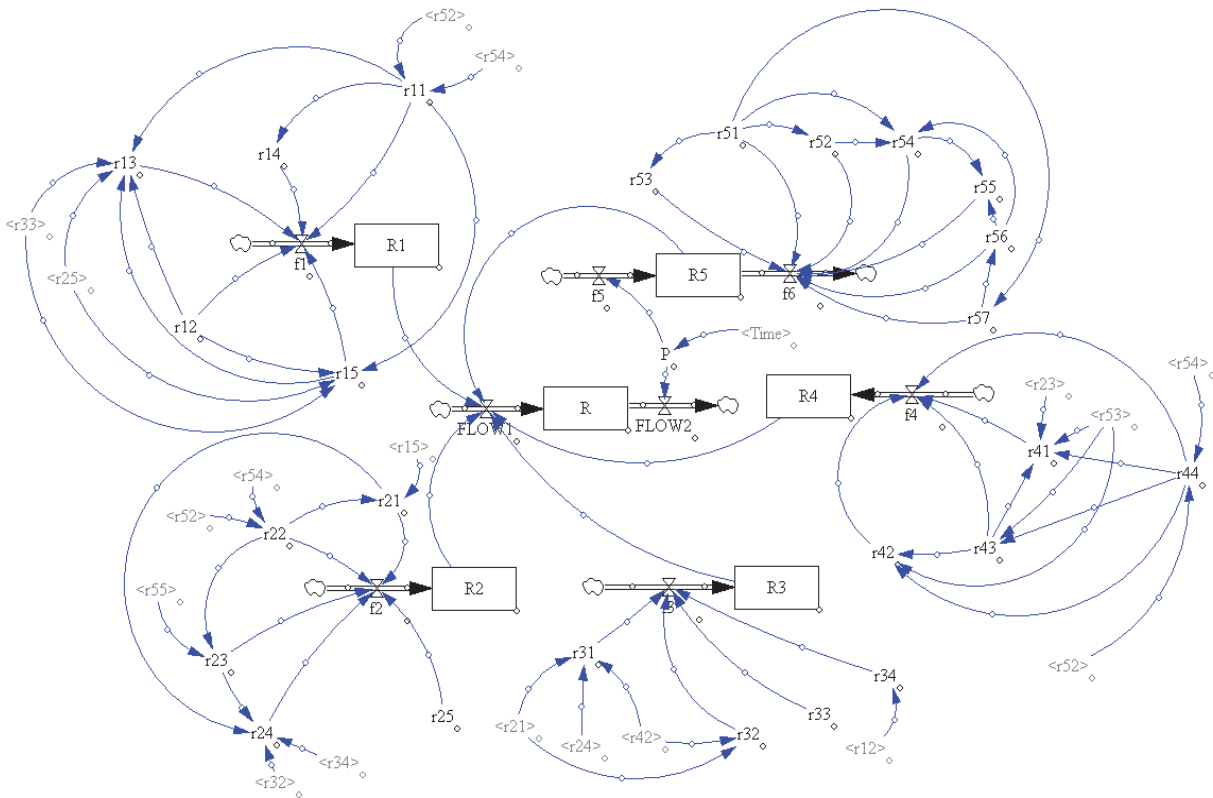 <r52>
<r54>
r11
r14
r13
<r33>
<r25>
r12
r15
R1
f1
r51
r52
r54
r53
r55
r56
r57
R5
f5
f6
<Time>
P
R
FLOW1
FLOW2
R4
f4
<r54>
<r23>
<r53>
r41
r44
r42
r43
<r52>
<r15>
<r54>
r21
<r52>
r22
<r55>
r23
r24
r25
<r32>
<r34>
R2
f2
R3
f3
r31
<r21>
<r24>
<r42>
r32
r33
r34
<r12>